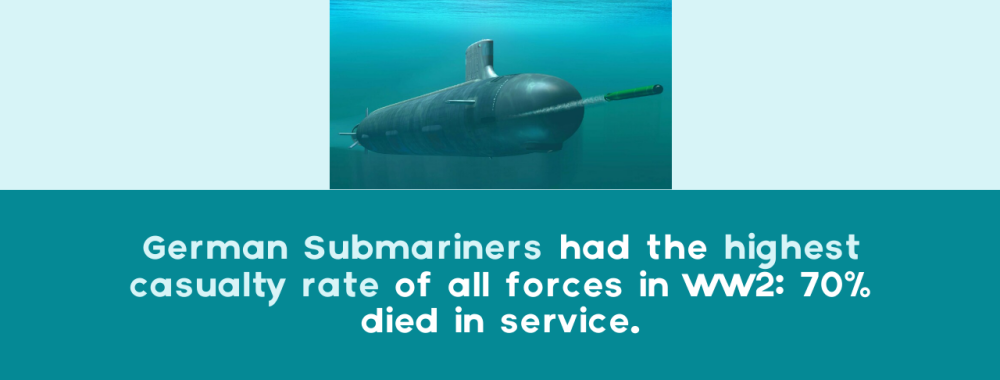 German Submariners had the highest
casualty rate of all forces in WW2: 70%
died in service.